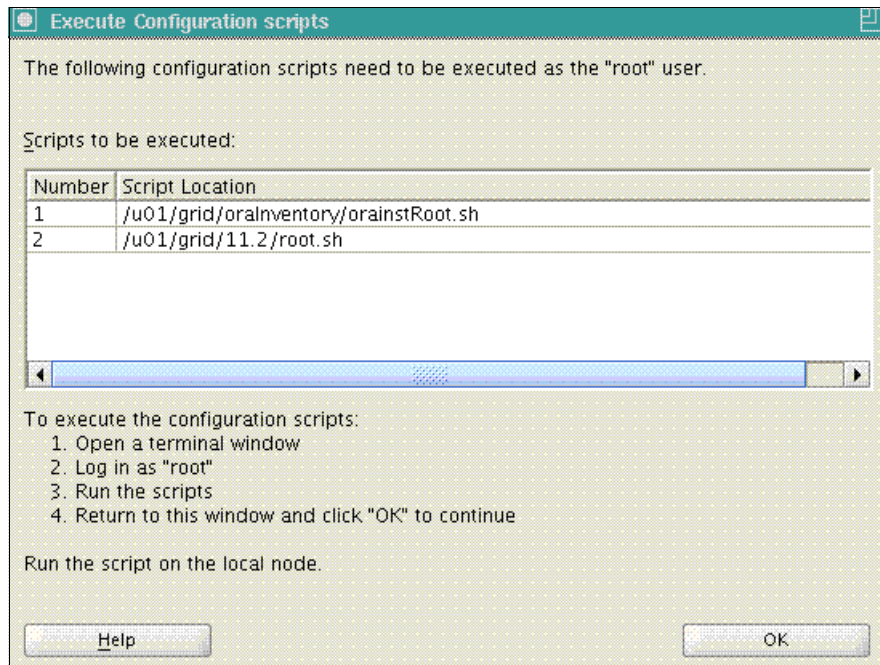 Execute Configuration scripts
The following configuration scripts need to be executed as the "root" user.
Scripts to be executed:
Number Script Location
1 /u01/grid/oraInventory/orainstRoot.sh
2 /u01/grid/11.2/root.sh
To execute the configuration scripts:
1. Open a terminal window
2. Log in as "root"
3. Run the scripts
4. Return to this window and click "OK" to continue
Run the script on the local node.
Help OK